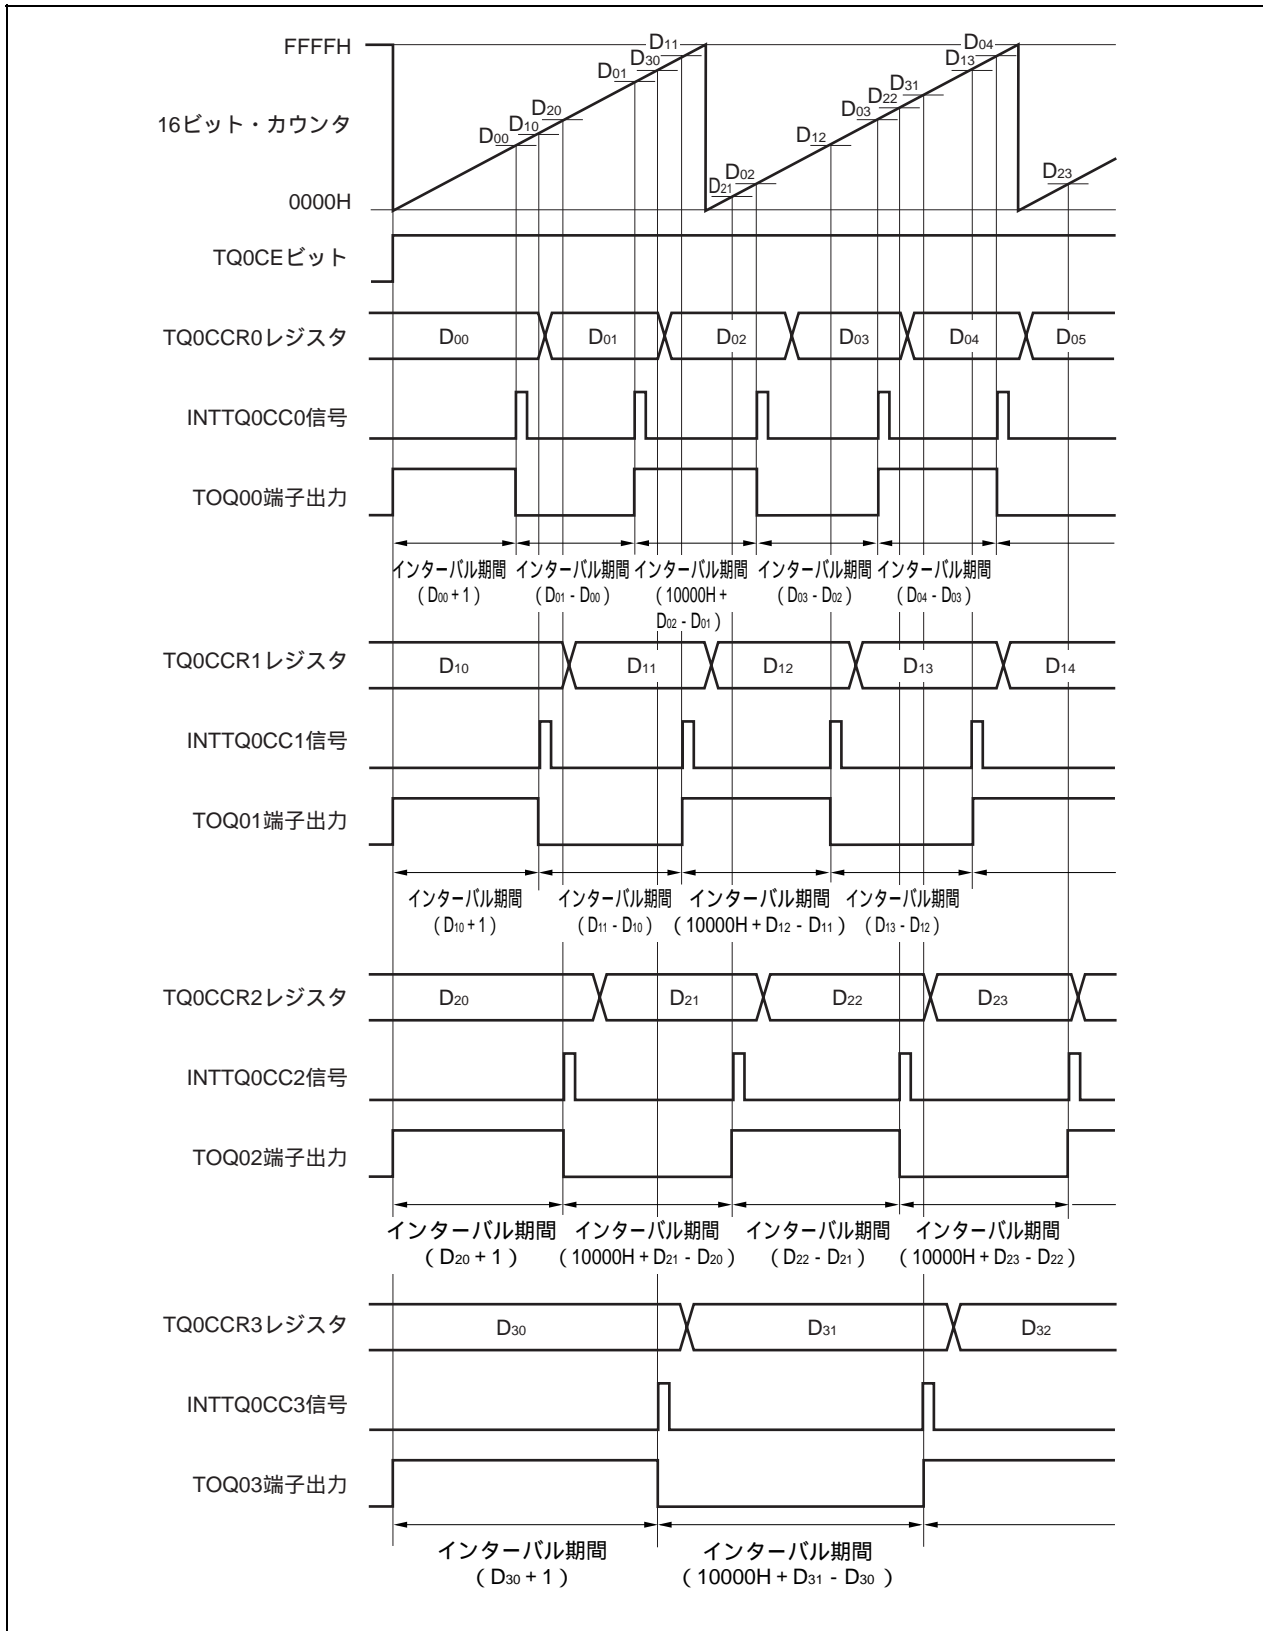 FFFFH
16ビット・カウンタ
0000H
D00 D10 D20 D01 D30 D11 D21 D02 D12 D03 D22 D31 D13 D04 D23
TQ0CEビット
TQ0CCR0レジスタ D00 D01 D02 D03 D04 D05
INTTQ0CC0信号
TOQ00端子出力
インターバル期間 インターバル期間 インターバル期間 インターバル期間 インターバル期間
（D00 + 1） （D01 - D00） （10000H + （D03 - D02） （D04 - D03）
D02 - D01）
TQ0CCR1レジスタ D10 D11 D12 D13 D14
INTTQ0CC1信号
TOQ01端子出力
インターバル期間 インターバル期間 インターバル期間 インターバル期間
（D10 + 1） （D11 - D10） （10000H + D12 - D11） （D13 - D12）
TQ0CCR2レジスタ D20 D21 D22 D23
INTTQ0CC2信号
TOQ02端子出力
インターバル期間 インターバル期間 インターバル期間 インターバル期間
（D20 + 1） （10000H + D21 - D20） （D22 - D21） （10000H + D23 - D22）
TQ0CCR3レジスタ D30 D31 D32
INTTQ0CC3信号
TOQ03端子出力
インターバル期間 インターバル期間
（D30 + 1） （10000H + D31 - D30）